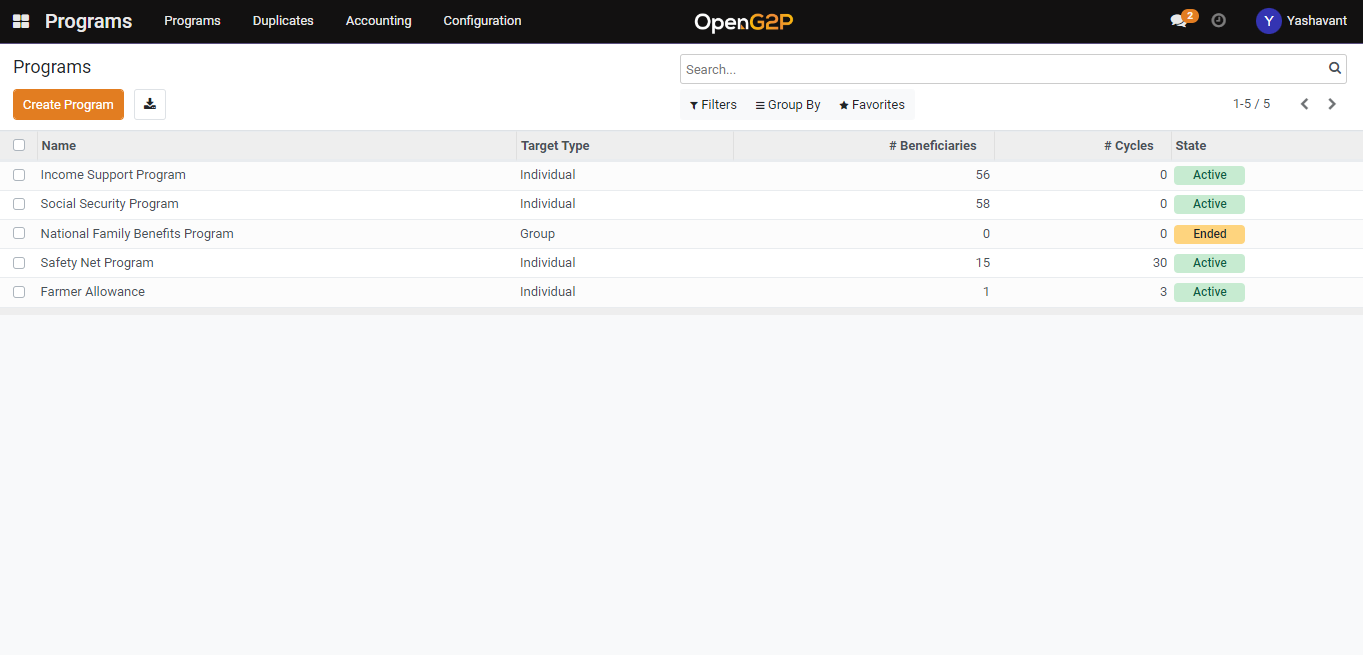 Programs Programs Duplicates Accounting Configuration OpenG2P 2 Y Yashavant
Programs Search...
Create Program Filters Group By Favorites 1-5 / 5
Name Target Type # Beneficiaries # Cycles State
Income Support Program Individual 56 0 Active
Social Security Program Individual 58 0 Active
National Family Benefits Program Group 0 0 Ended
Safety Net Program Individual 15 30 Active
Farmer Allowance Individual 1 3 Active